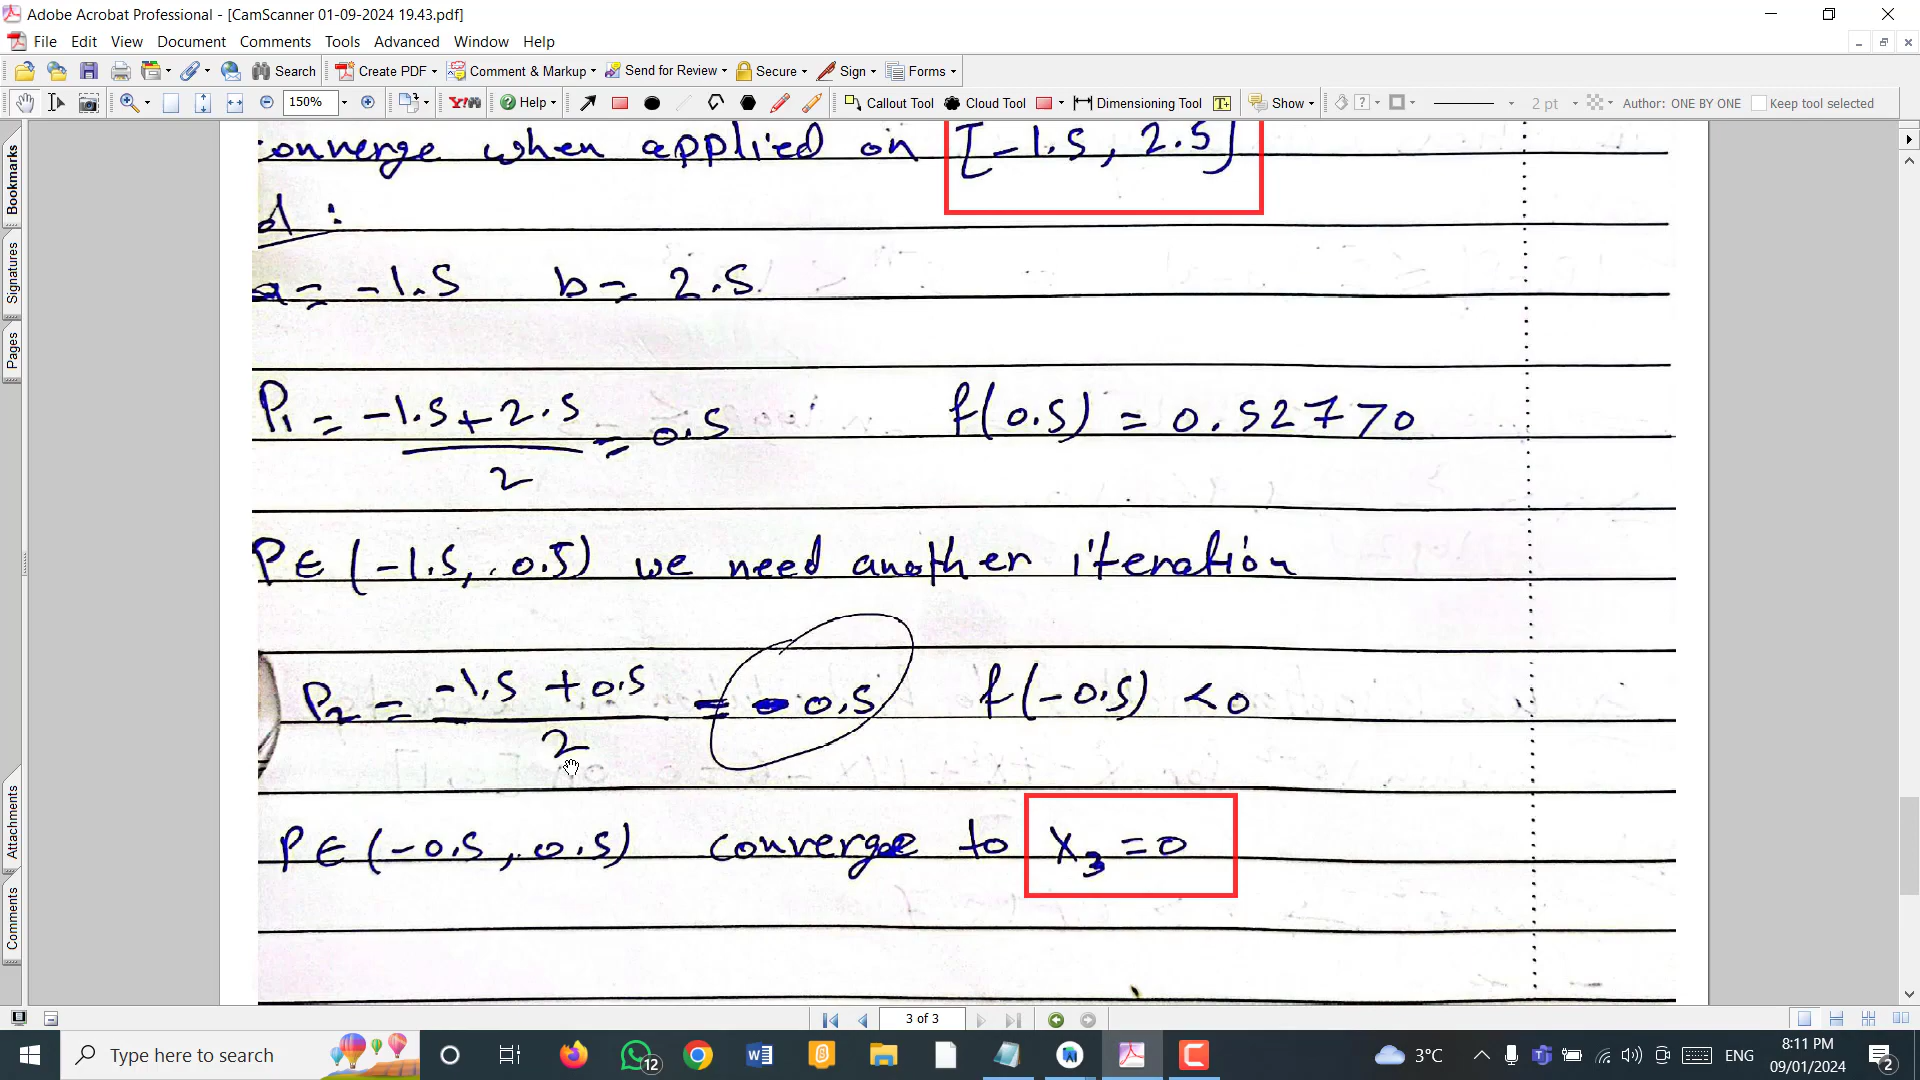 Adobe Acrobat Professional - [CamScanner 01-09-2024 19.43.pdf]
File Edit View Document Comments Tools Advanced Window Help
Search Create PDF Comment & Markup Send for Review Secure Sign Forms
150% Y! Help Callout Tool Cloud Tool Dimensioning Tool Show 2 pt Author: ONE BY ONE Keep tool selected
Bookmarks
Signatures
Pages
Attachments
Comments
converge when applied on [-1.5, 2.5]
d :
a = -1.5 b = 2.5
P1 = -1.5 + 2.5 / 2 = 0.5 f(0.5) = 0.52770
P ∈ (-1.5, 0.5) we need another iteration
P2 = -1.5 + 0.5 / 2 = -0.5 f(-0.5) < 0
P ∈ (-0.5, 0.5) converge to x3 = 0
3 of 3
Type here to search
12
3°C
ENG
8:11 PM
09/01/2024
2